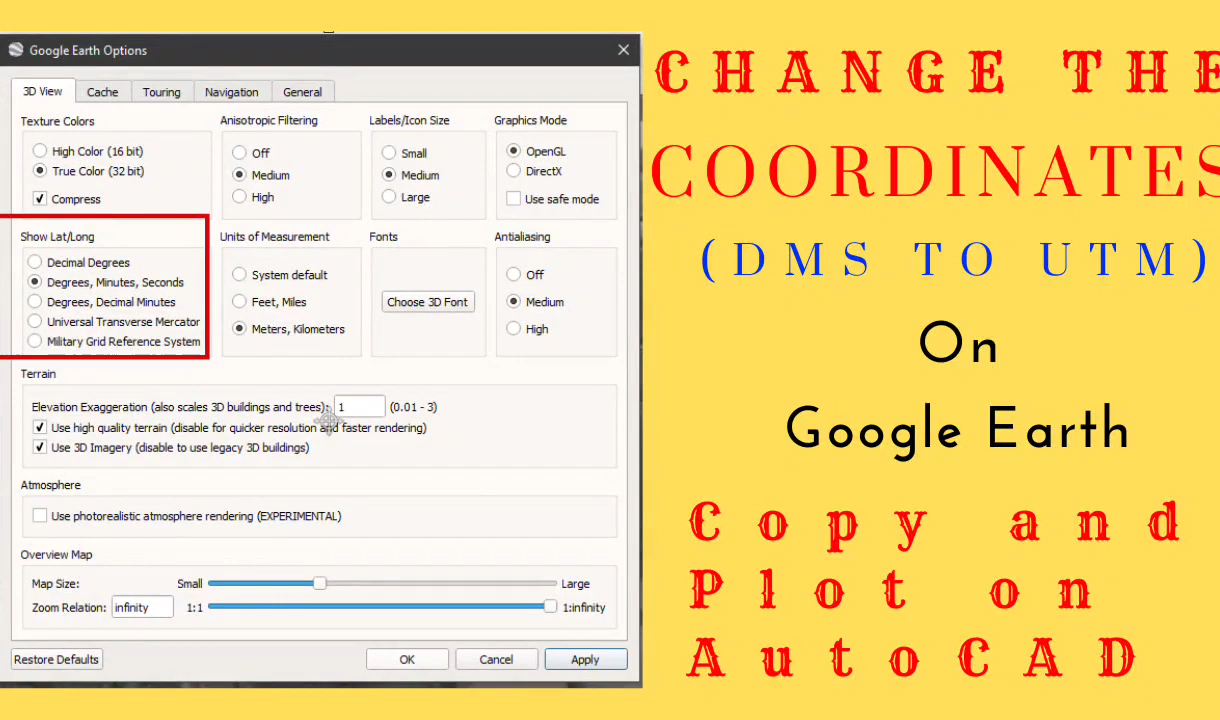 Google Earth Options
3D View Cache Touring Navigation General
Texture Colors
High Color (16 bit)
True Color (32 bit)
Compress
Anisotropic Filtering
Off
Medium
High
Labels/Icon Size
Small
Medium
Large
Graphics Mode
OpenGL
DirectX
Use safe mode
Show Lat/Long
Decimal Degrees
Degrees, Minutes, Seconds
Degrees, Decimal Minutes
Universal Transverse Mercator
Military Grid Reference System
Units of Measurement
System default
Feet, Miles
Meters, Kilometers
Fonts
Choose 3D Font
Antialiasing
Off
Medium
High
Terrain
Elevation Exaggeration (also scales 3D buildings and trees): 1 (0.01 - 3)
Use high quality terrain (disable for quicker resolution and faster rendering)
Use 3D Imagery (disable to use legacy 3D buildings)
Atmosphere
Use photorealistic atmosphere rendering (EXPERIMENTAL)
Overview Map
Map Size: Small Large
Zoom Relation: infinity 1:1 1:infinity
Restore Defaults OK Cancel Apply
CHANGE THE
COORDINATES
(DMS TO UTM)
On
Google Earth
Copy and
Plot on
AutoCAD